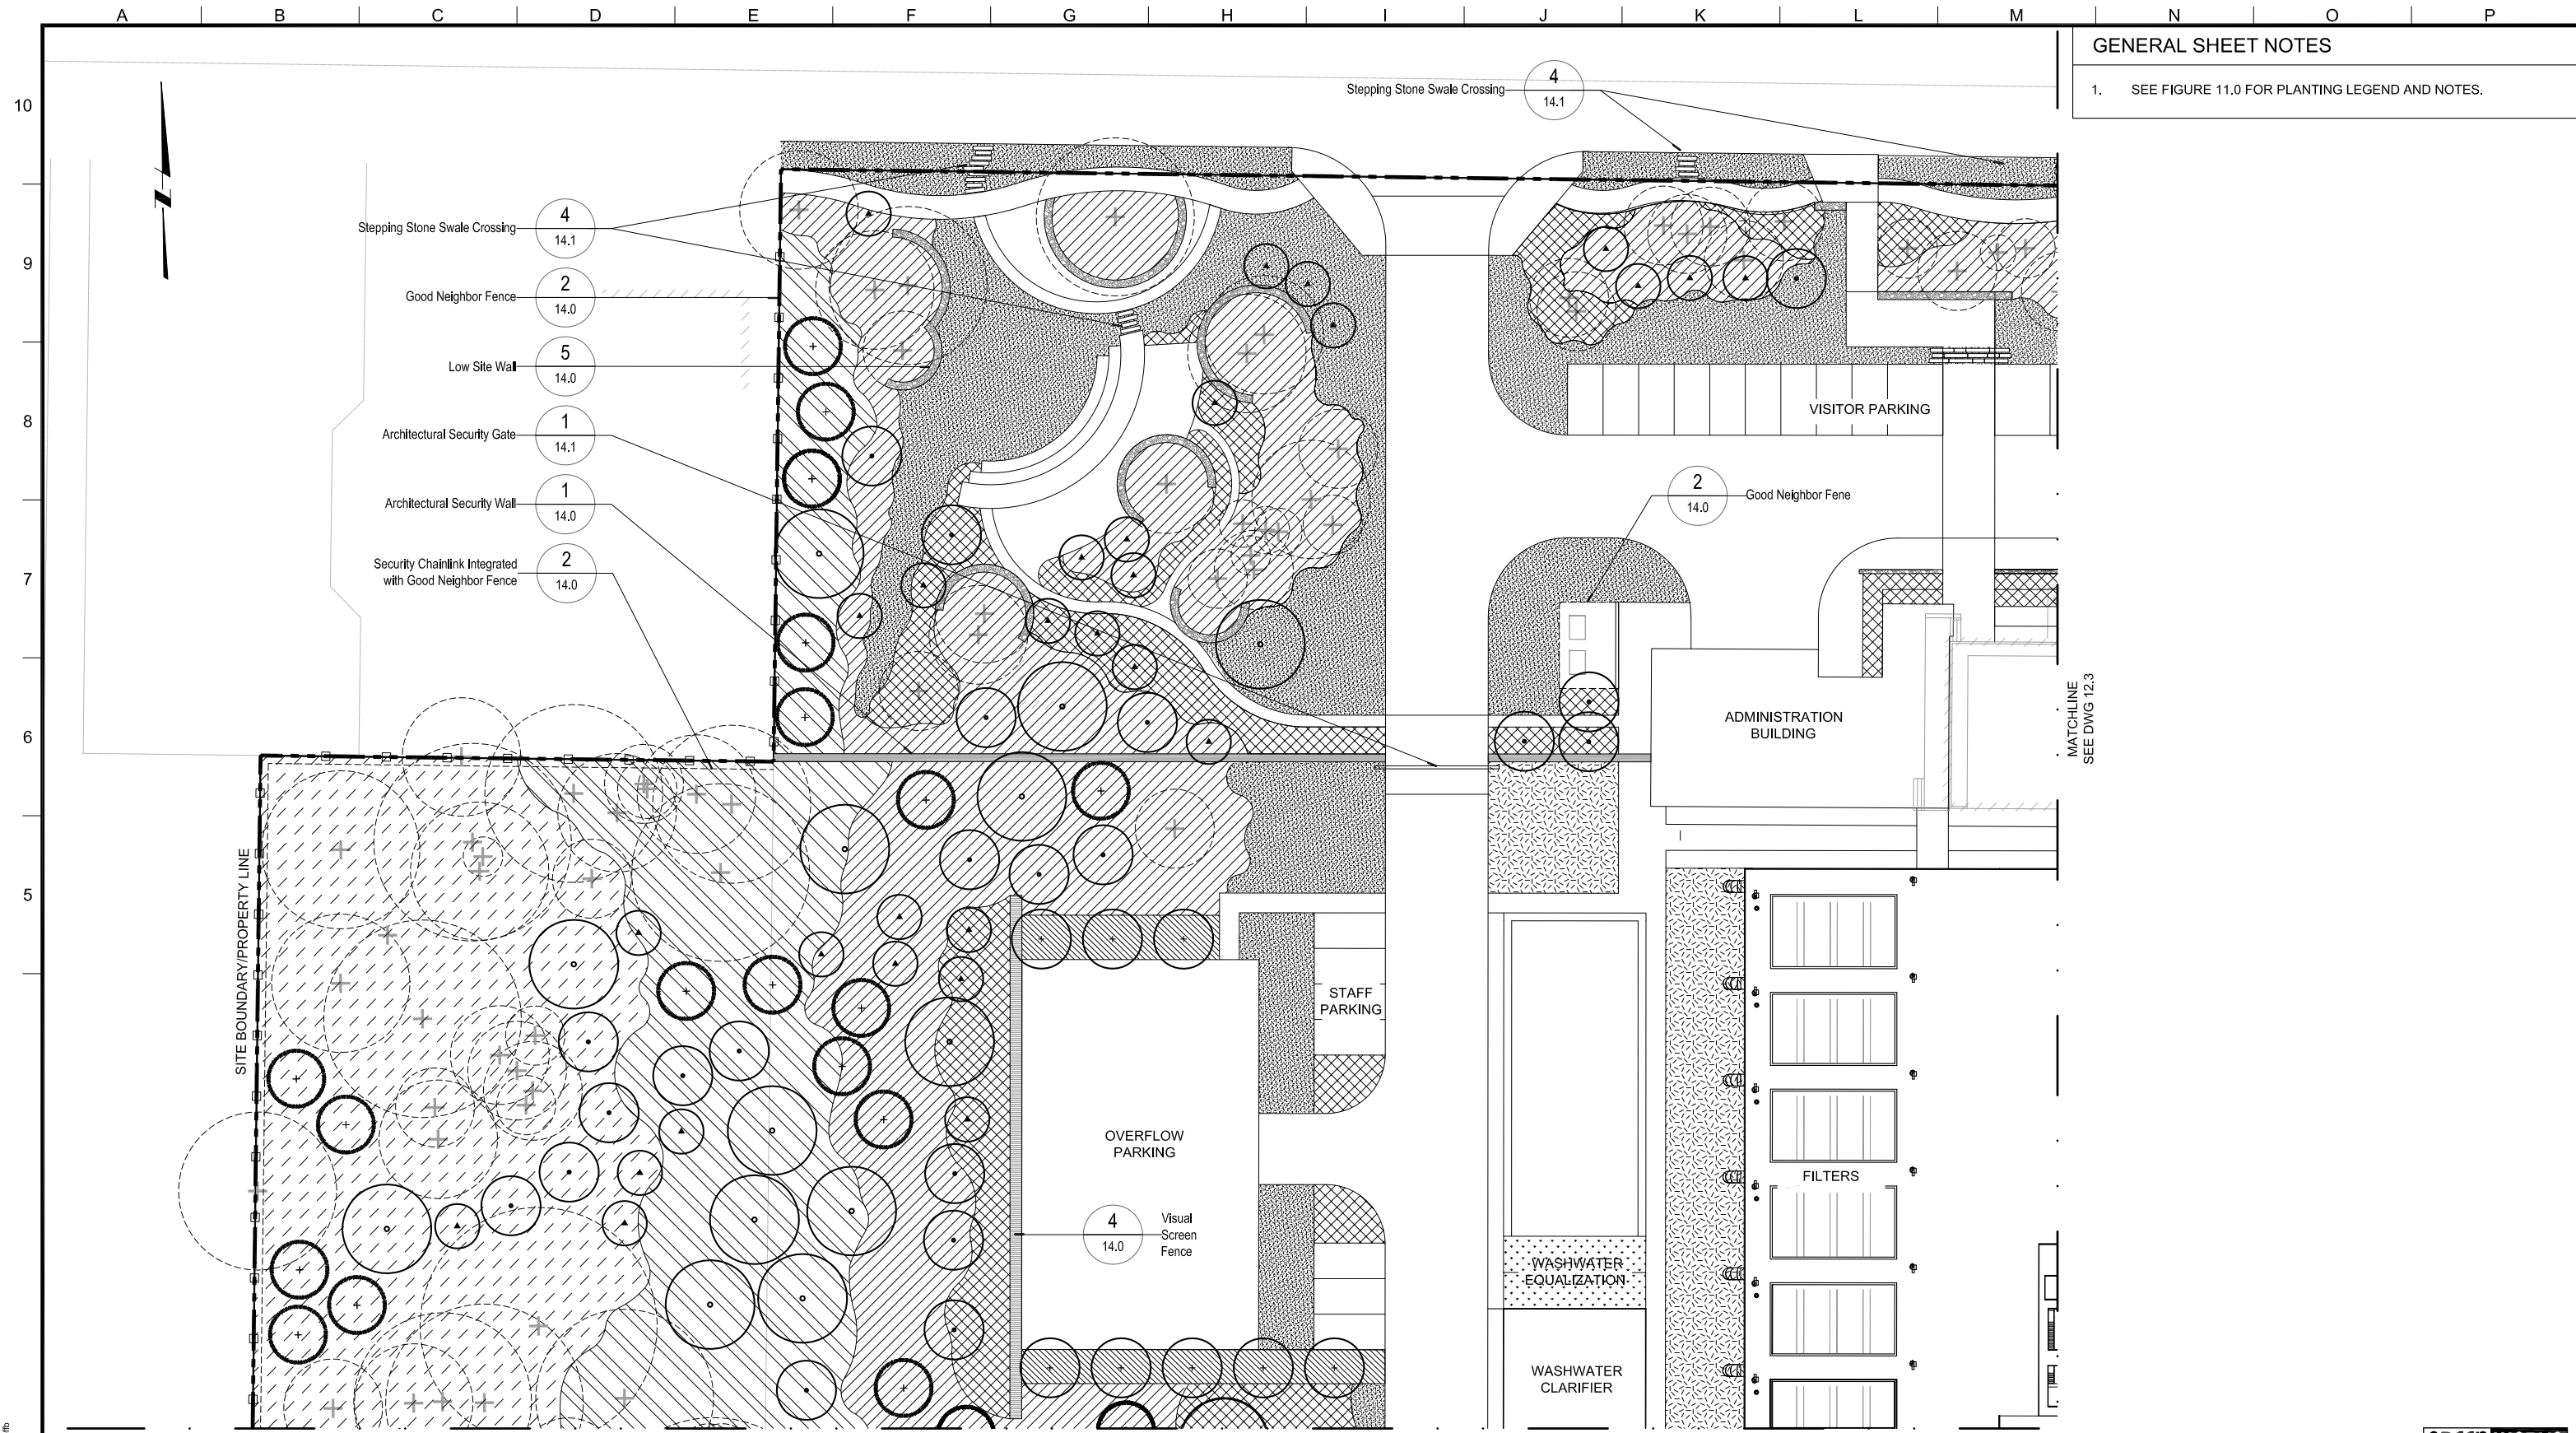 A B C D E F G H I J K L M N O P
GENERAL SHEET NOTES
1. SEE FIGURE 11.0 FOR PLANTING LEGEND AND NOTES.
10
9
8
7
6
5
Stepping Stone Swale Crossing
4
14.1
Stepping Stone Swale Crossing
4
14.1
Good Neighbor Fence
2
14.0
Low Site Wall
5
14.0
Architectural Security Gate
1
14.1
Architectural Security Wall
1
14.0
Security Chainlink Integrated
with Good Neighbor Fence
2
14.0
N
VISITOR PARKING
2
14.0
Good Neighbor Fene
ADMINISTRATION
BUILDING
MATCHLINE
SEE DWG 12.3
SITE BOUNDARY/PROPERTY LINE
STAFF
PARKING
OVERFLOW
PARKING
4
14.0
Visual
Screen
Fence
FILTERS
WASHWATER
EQUALIZATION
WASHWATER
CLARIFIER